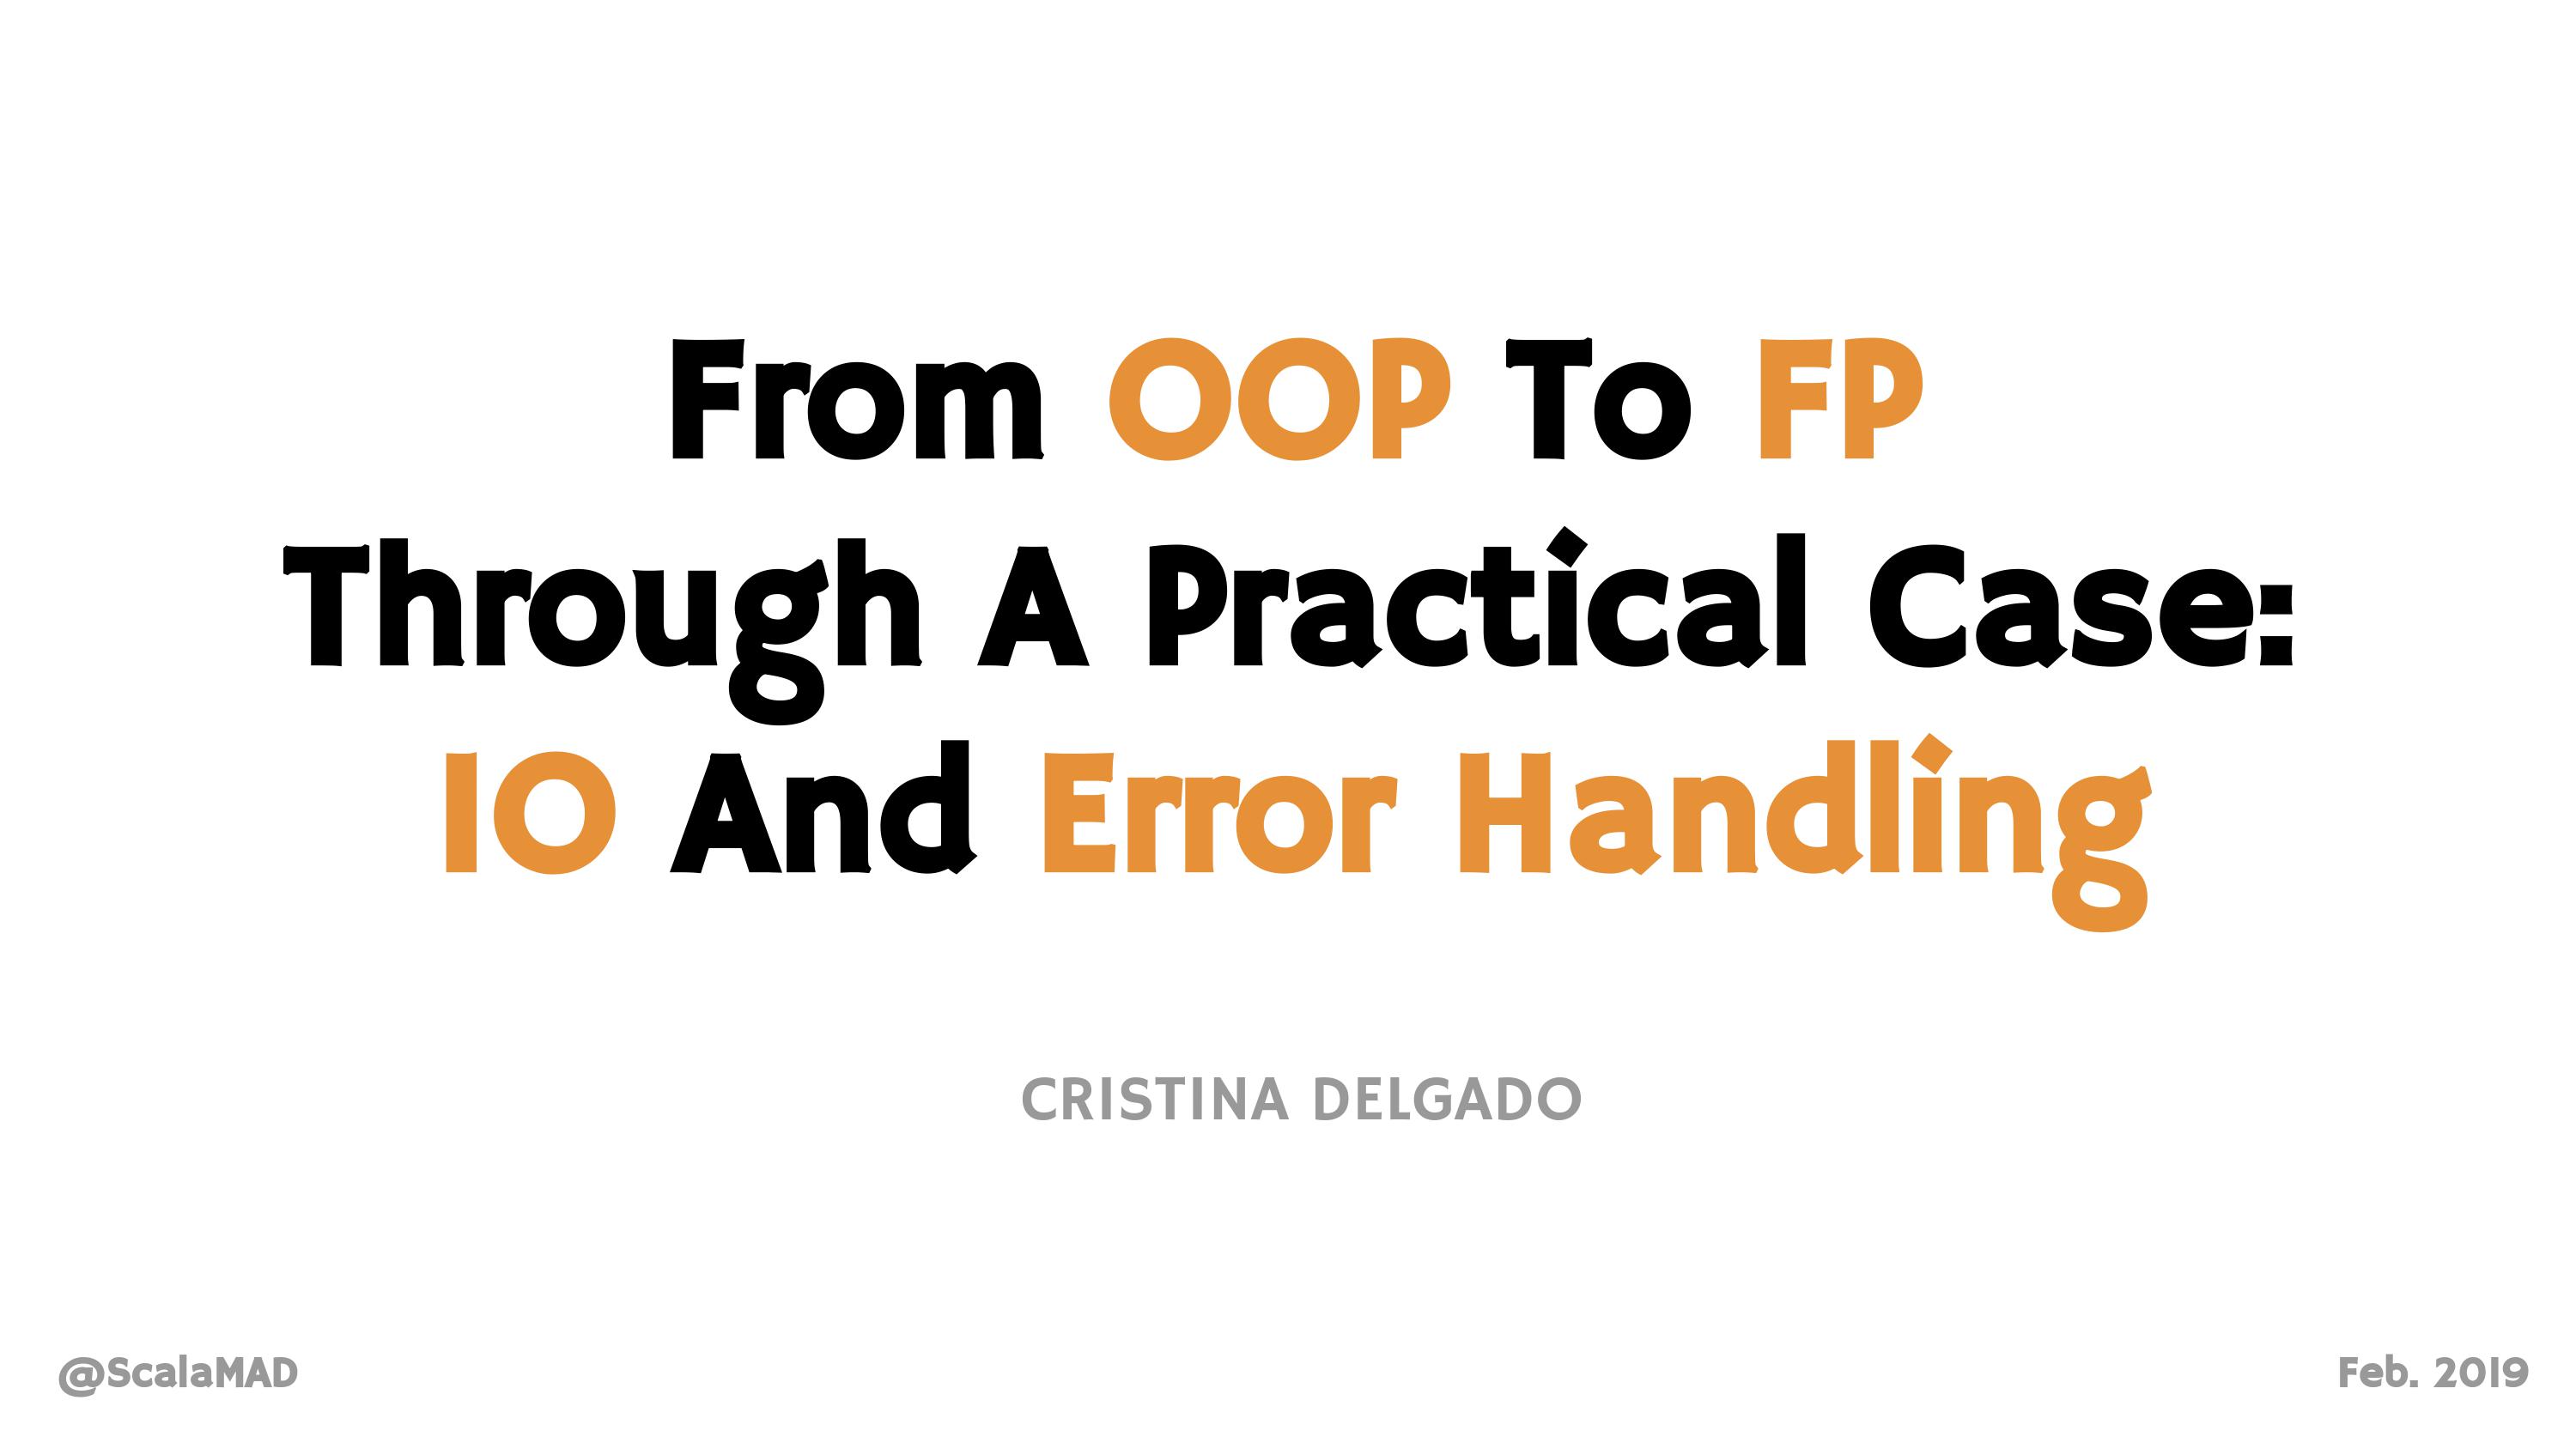 From OOP To FP
Through A Practical Case:
IO And Error Handling
CRISTINA DELGADO
@ScalaMAD
Feb. 2019